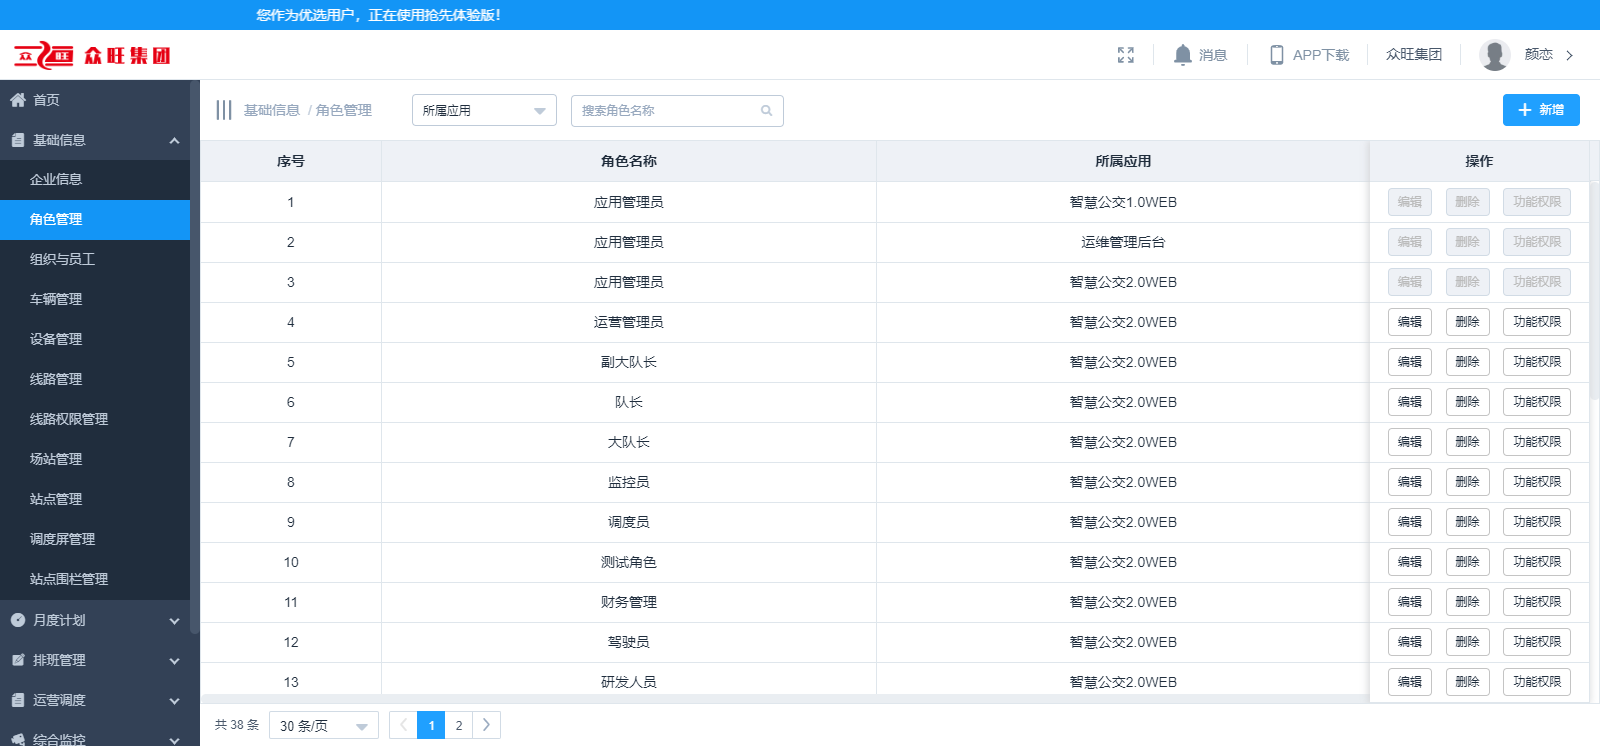 您作为优选用户，正在使用抢先体验版！
众旺 众旺集团
消息
APP下载
众旺集团
颜恋
首页
基础信息
企业信息
角色管理
组织与员工
车辆管理
设备管理
线路管理
线路权限管理
场站管理
站点管理
调度屏管理
站点围栏管理
月度计划
排班管理
运营调度
综合监控
基础信息 / 角色管理
所属应用
搜索角色名称
新增
序号 角色名称 所属应用 操作
1 应用管理员 智慧公交1.0WEB 编辑 删除 功能权限
2 应用管理员 运维管理后台 编辑 删除 功能权限
3 应用管理员 智慧公交2.0WEB 编辑 删除 功能权限
4 运营管理员 智慧公交2.0WEB 编辑 删除 功能权限
5 副大队长 智慧公交2.0WEB 编辑 删除 功能权限
6 队长 智慧公交2.0WEB 编辑 删除 功能权限
7 大队长 智慧公交2.0WEB 编辑 删除 功能权限
8 监控员 智慧公交2.0WEB 编辑 删除 功能权限
9 调度员 智慧公交2.0WEB 编辑 删除 功能权限
10 测试角色 智慧公交2.0WEB 编辑 删除 功能权限
11 财务管理 智慧公交2.0WEB 编辑 删除 功能权限
12 驾驶员 智慧公交2.0WEB 编辑 删除 功能权限
13 研发人员 智慧公交2.0WEB 编辑 删除 功能权限
共 38 条 30 条/页 1 2